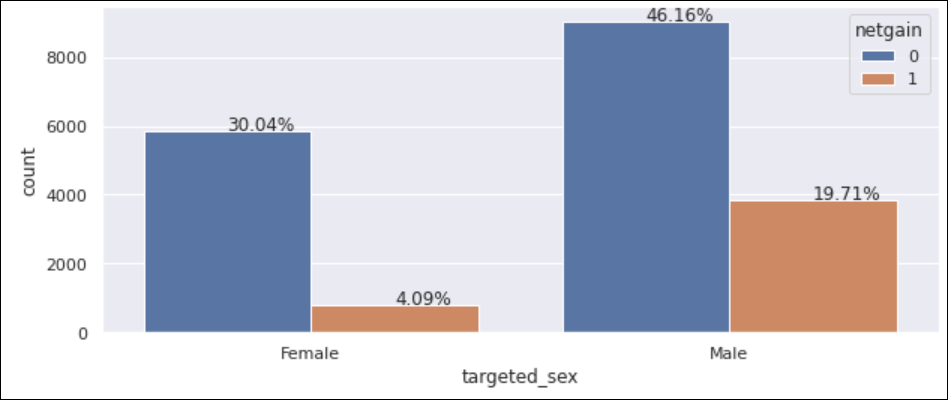 46.16%
netgain
0
1
8000
30.04%
6000
19.71%
4000
2000
4.09%
0
count
Female
Male
targeted_sex